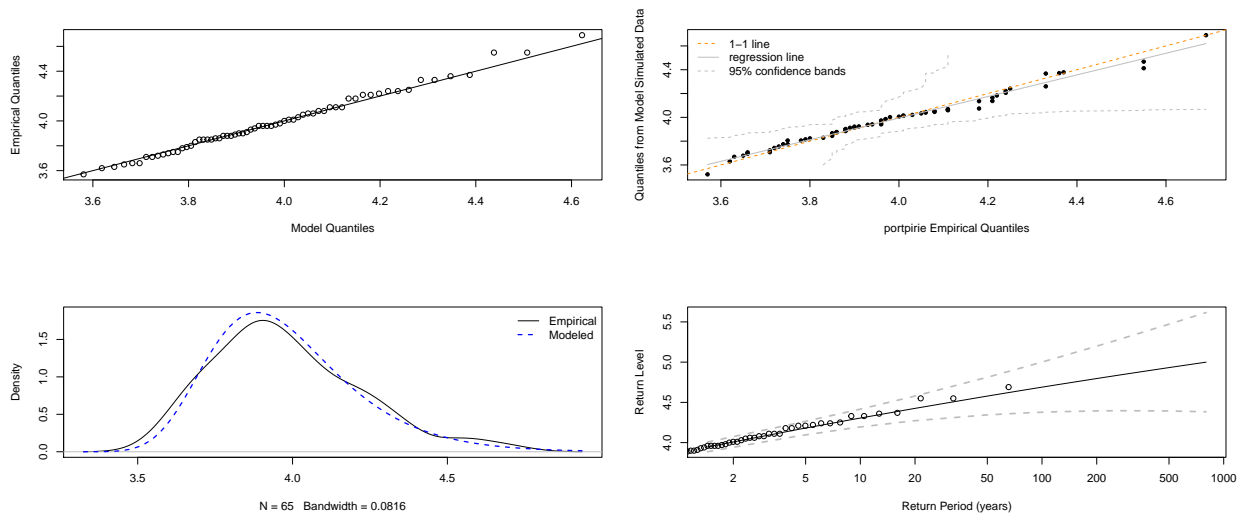 Empirical Quantiles
3.6 4.0 4.4
3.6 3.8 4.0 4.2 4.4 4.6
Model Quantiles
Quantiles from Model Simulated Data
3.6 4.0 4.4
1−1 line
regression line
95% confidence bands
3.6 3.8 4.0 4.2 4.4 4.6
portpirie Empirical Quantiles
Density
0.0 0.5 1.0 1.5
Empirical
Modeled
3.5 4.0 4.5
N = 65 Bandwidth = 0.0816
Return Level
4.0 4.5 5.0 5.5
2 5 10 20 50 100 200 500 1000
Return Period (years)